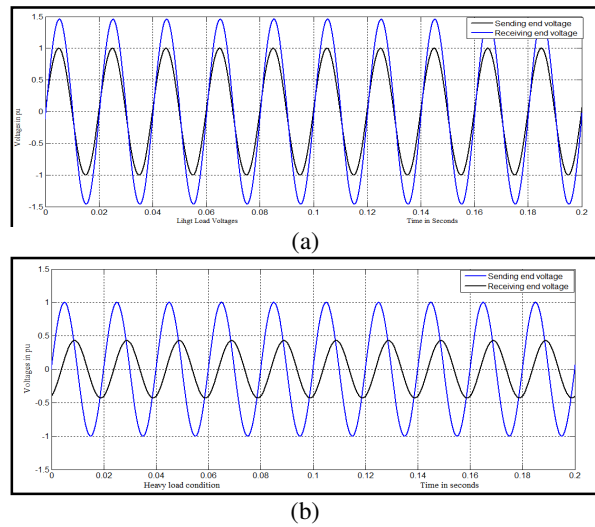 Sending end voltage
Receiving end voltage
1.5
1
0.5
0
-0.5
-1
-1.5
Voltages in pu
0 0.02 0.04 0.06 0.08 0.1 0.12 0.14 0.16 0.18 0.2
Lihgt Load Voltages Time in Seconds
(a)
Sending end voltage
Receiving end voltage
1.5
1
0.5
0
-0.5
-1
-1.5
Voltages in pu
0 0.02 0.04 0.06 0.08 0.1 0.12 0.14 0.16 0.18 0.2
Heavy load condition Time in seconds
(b)